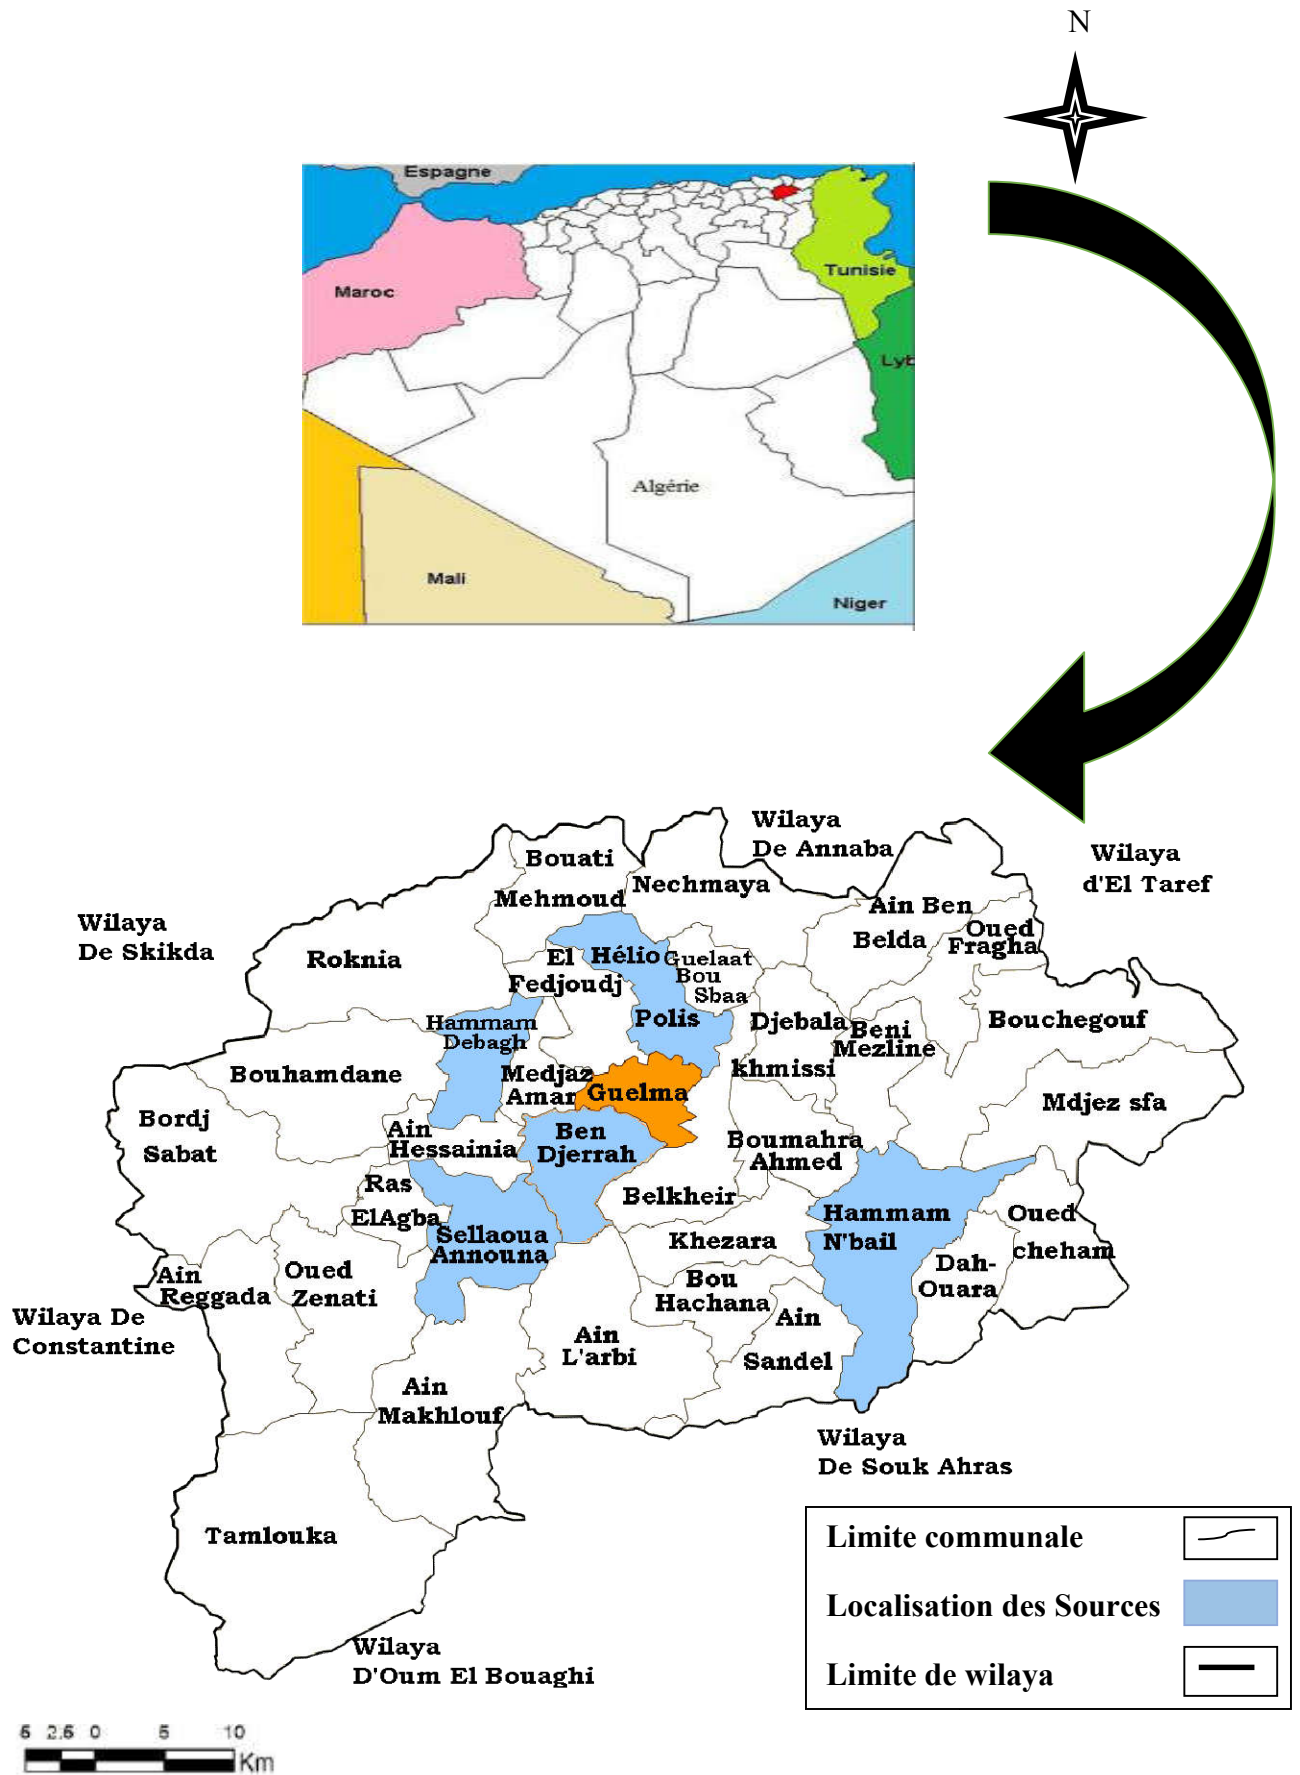 N
Espagne
Maroc
Tunisie
Lyb
Algérie
Mali
Niger
Wilaya
De Annaba
Wilaya
d'El Taref
Wilaya
De Skikda
Bouati
Mehmoud
Nechmaya
Ain Ben
Belda
Oued
Fragha
Roknia
El
Fedjoudj
Hélio
Polis
Guelaat
Bou
Sbaa
Hammam
Debagh
Djebala
khmissi
Beni
Mezline
Bouchegouf
Bouhamdane
Medjaz
Amar
Guelma
Mdjez sfa
Bordj
Sabat
Ain
Hessainia
Ben
Djerrah
Boumahra
Ahmed
Ras
ElAgba
Belkheir
Sellaoua
Announa
Khezara
Hammam
N'bail
Oued
cheham
Dah-
Ouara
Ain
Reggada
Oued
Zenati
Bou
Hachana
Ain
Sandel
Wilaya De
Constantine
Ain
L'arbi
Ain
Makhlouf
Wilaya
De Souk Ahras
Tamlouka
Wilaya
D'Oum El Bouaghi
Limite communale
Localisation des Sources
Limite de wilaya
5 2.5 0 5 10
Km